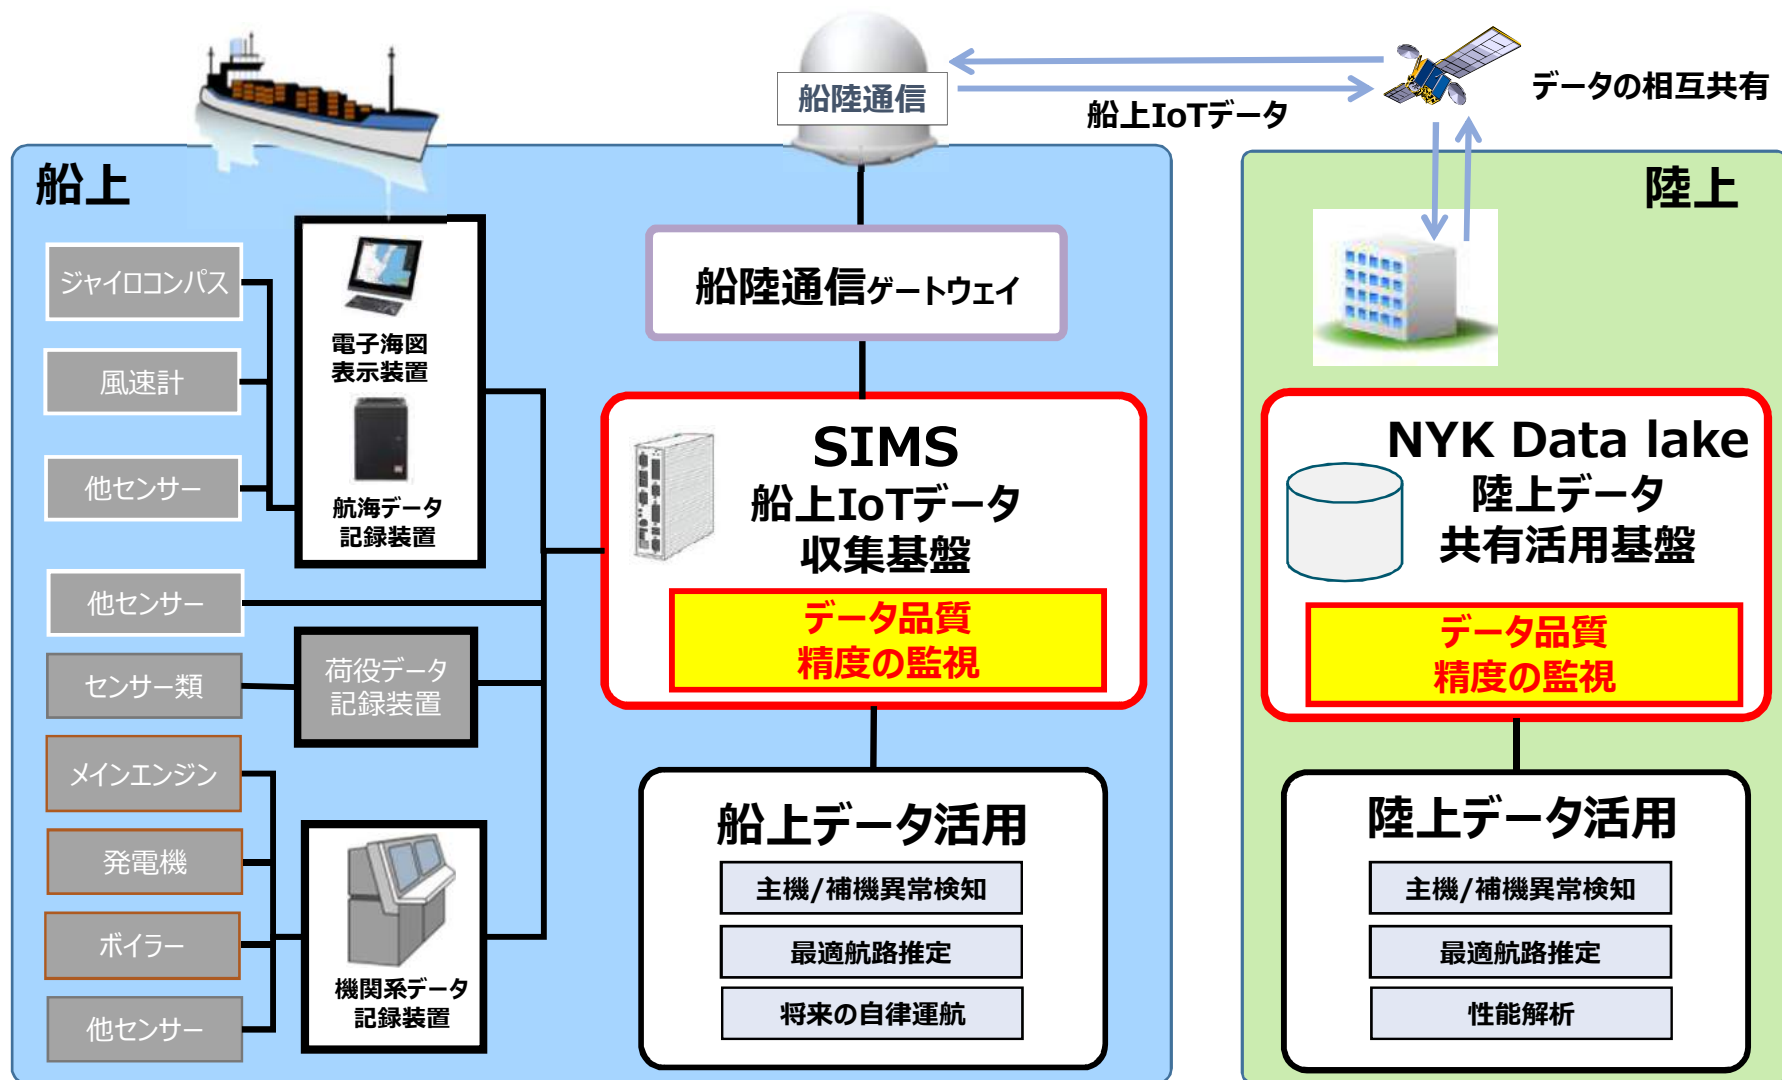 船陸通信
船上IoTデータ
データの相互共有
船上
ジャイロコンパス
風速計
他センサー
他センサー
センサー類
メインエンジン
発電機
ボイラー
他センサー
電子海図
表示装置
航海データ
記録装置
荷役データ
記録装置
機関系データ
記録装置
船陸通信ゲートウェイ
SIMS
船上IoTデータ
収集基盤
データ品質
精度の監視
船上データ活用
主機/補機異常検知
最適航路推定
将来の自律運航
陸上
NYK Data lake
陸上データ
共有活用基盤
データ品質
精度の監視
陸上データ活用
主機/補機異常検知
最適航路推定
性能解析